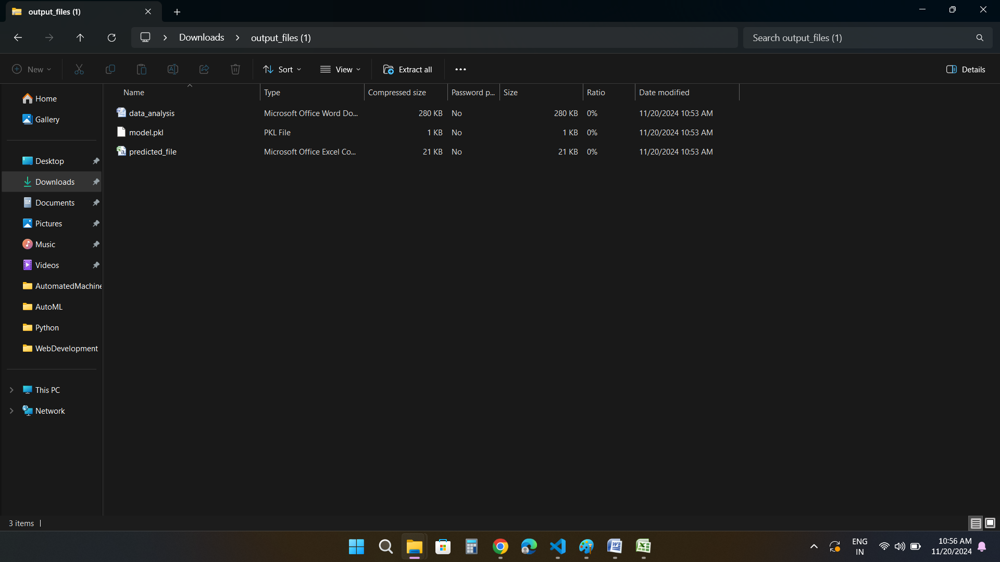 output_files (1)
Downloads
output_files (1)
Search output_files (1)
New
Sort
View
Extract all
Details
Name Type Compressed size Password p... Size Ratio Date modified
data_analysis Microsoft Office Word Do... 280 KB No 280 KB 0% 11/20/2024 10:53 AM
model.pkl PKL File 1 KB No 1 KB 0% 11/20/2024 10:53 AM
predicted_file Microsoft Office Excel Co... 21 KB No 21 KB 0% 11/20/2024 10:53 AM
Home
Gallery
Desktop
Downloads
Documents
Pictures
Music
Videos
AutomatedMachine
AutoML
Python
WebDevelopment
This PC
Network
3 items
ENG
IN
10:56 AM
11/20/2024